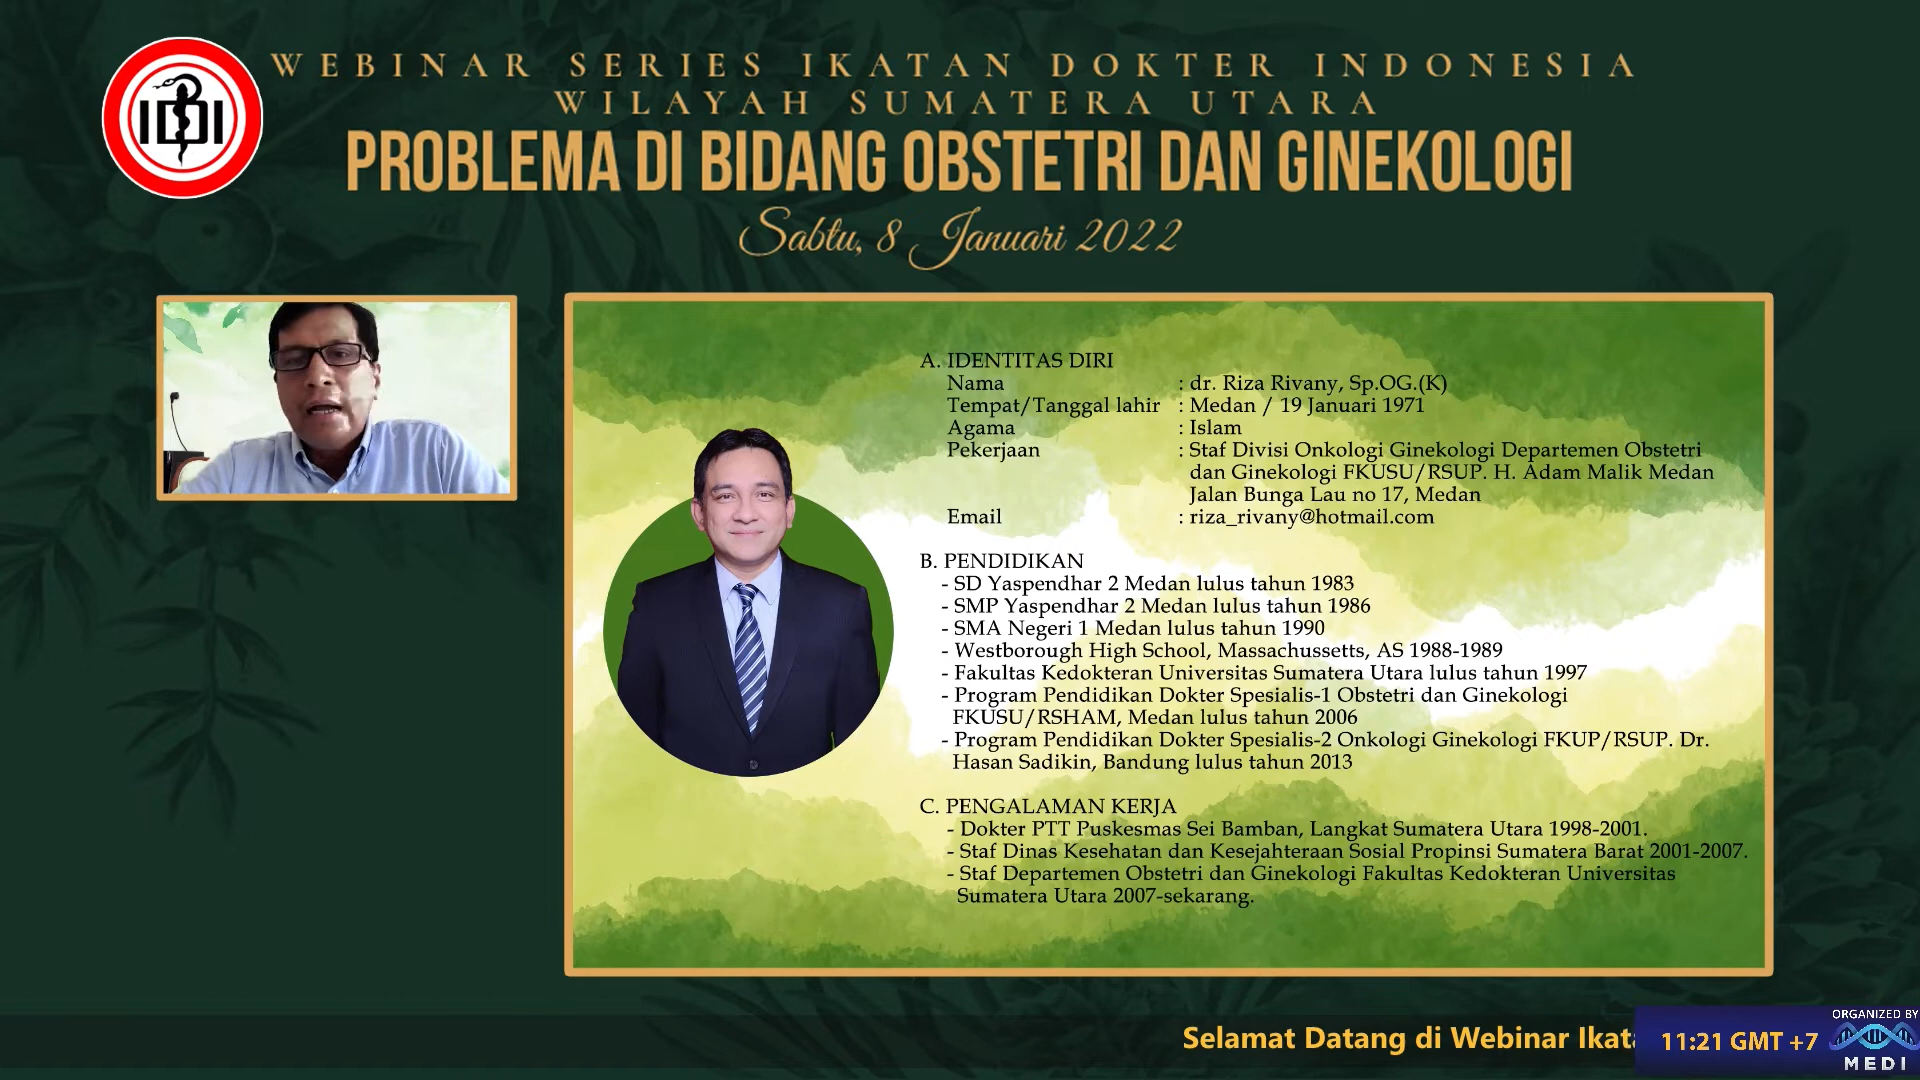 IDI
WEBINAR SERIES IKATAN DOKTER INDONESIA
WILAYAH SUMATERA UTARA
PROBLEMA DI BIDANG OBSTETRI DAN GINEKOLOGI
Sabtu, 8 Januari 2022
A. IDENTITAS DIRI
Nama : dr. Riza Rivany, Sp.OG.(K)
Tempat/Tanggal lahir : Medan / 19 Januari 1971
Agama : Islam
Pekerjaan : Staf Divisi Onkologi Ginekologi Departemen Obstetri
dan Ginekologi FKUSU/RSUP. H. Adam Malik Medan
Jalan Bunga Lau no 17, Medan
Email : riza_rivany@hotmail.com
B. PENDIDIKAN
- SD Yaspendhar 2 Medan lulus tahun 1983
- SMP Yaspendhar 2 Medan lulus tahun 1986
- SMA Negeri 1 Medan lulus tahun 1990
- Westborough High School, Massachussetts, AS 1988-1989
- Fakultas Kedokteran Universitas Sumatera Utara lulus tahun 1997
- Program Pendidikan Dokter Spesialis-1 Obstetri dan Ginekologi
FKUSU/RSHAM, Medan lulus tahun 2006
- Program Pendidikan Dokter Spesialis-2 Onkologi Ginekologi FKUP/RSUP. Dr.
Hasan Sadikin, Bandung lulus tahun 2013
C. PENGALAMAN KERJA
- Dokter PTT Puskesmas Sei Bamban, Langkat Sumatera Utara 1998-2001.
- Staf Dinas Kesehatan dan Kesejahteraan Sosial Propinsi Sumatera Barat 2001-2007.
- Staf Departemen Obstetri dan Ginekologi Fakultas Kedokteran Universitas
Sumatera Utara 2007-sekarang.
Selamat Datang di Webinar Ikata
11:21 GMT +7
ORGANIZED BY
MEDI